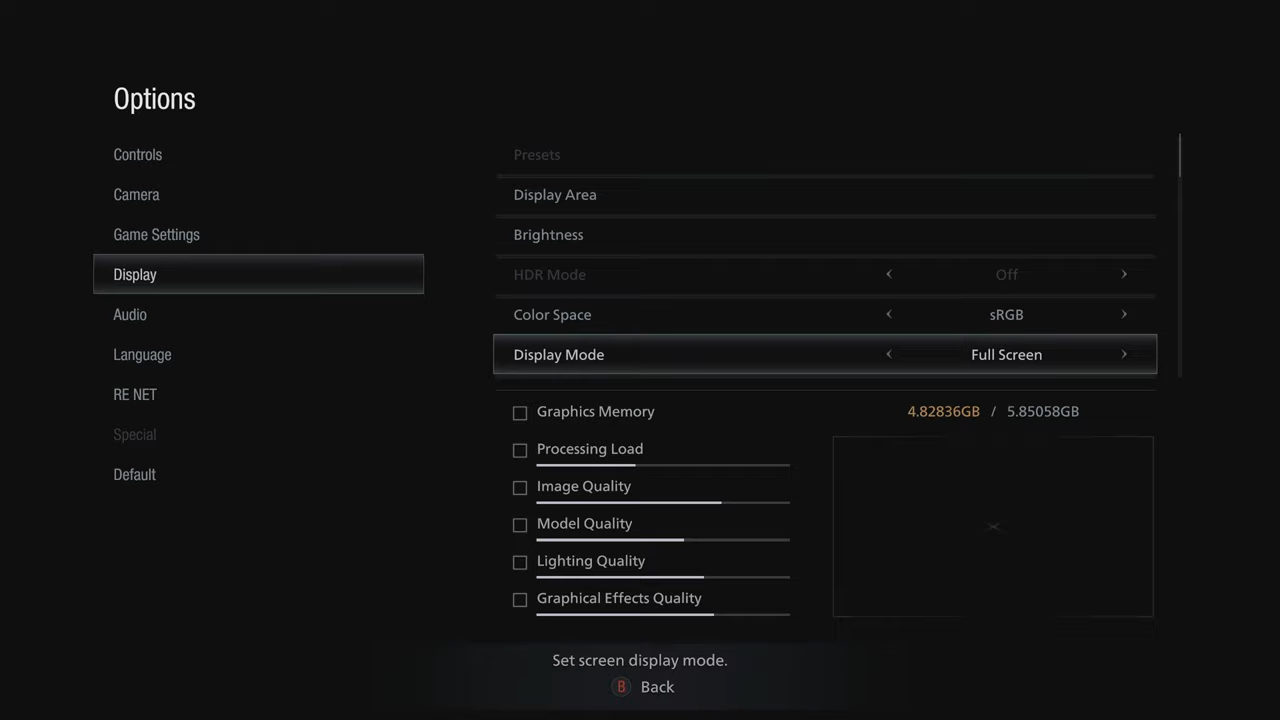 Options
Controls
Camera
Game Settings
Display
Audio
Language
RE NET
Special
Default
Presets
Display Area
Brightness
HDR Mode Off
Color Space sRGB
Display Mode Full Screen
Graphics Memory 4.82836GB / 5.85058GB
Processing Load
Image Quality
Model Quality
Lighting Quality
Graphical Effects Quality
Set screen display mode.
B Back